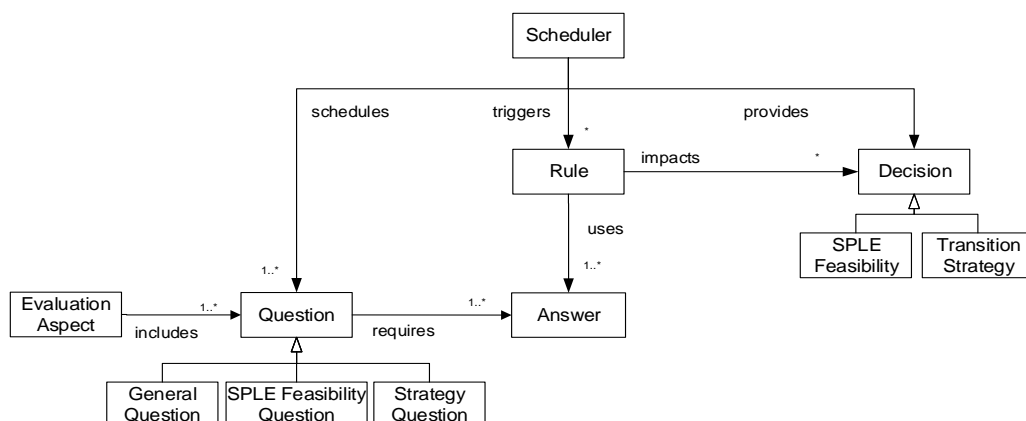 Scheduler
schedules
triggers
provides
*
Rule
impacts
*
Decision
uses
SPLE
Feasibility
Transition
Strategy
1..*
1..*
Evaluation
Aspect
1..*
includes
Question
1..*
requires
Answer
General
Question
SPLE Feasibility
Question
Strategy
Question